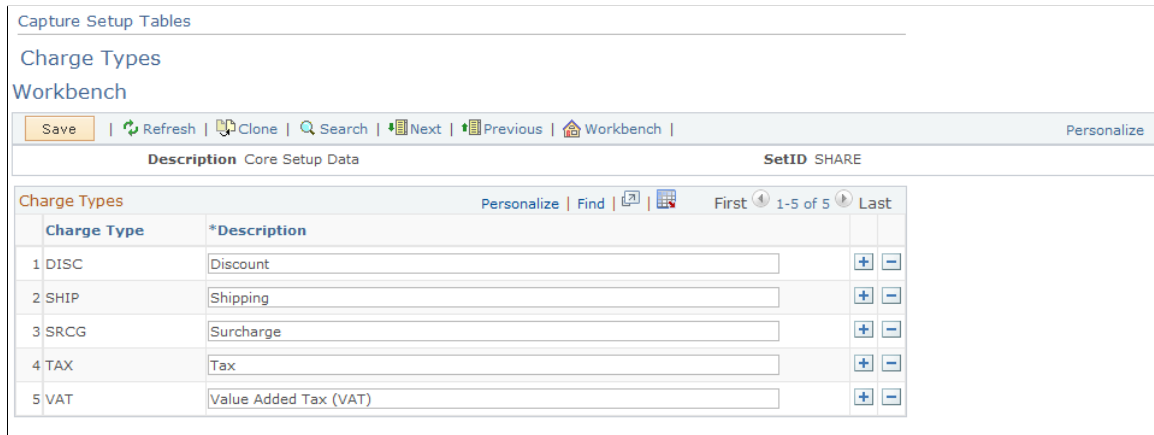 Capture Setup Tables
Charge Types
Workbench
Save | Refresh | Clone | Search | Next | Previous | Workbench | Personalize
Description Core Setup Data SetID SHARE
Charge Types Personalize | Find | | First 1-5 of 5 Last
Charge Type *Description
1 DISC Discount
2 SHIP Shipping
3 SRCG Surcharge
4 TAX Tax
5 VAT Value Added Tax (VAT)